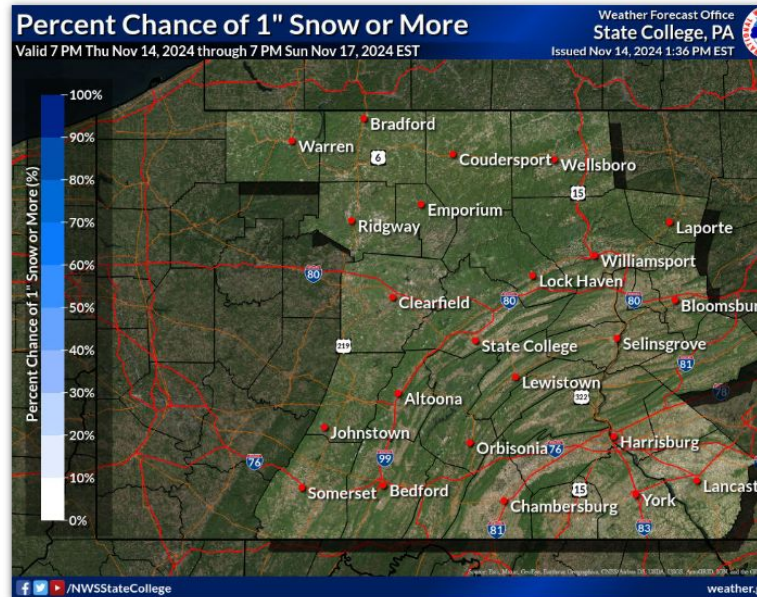 Percent Chance of 1" Snow or More
Valid 7 PM Thu Nov 14, 2024 through 7 PM Sun Nov 17, 2024 EST
Weather Forecast Office
State College, PA
Issued Nov 14, 2024 1:36 PM EST
Percent Chance of 1" Snow or More (%)
100%
90%
80%
70%
60%
50%
40%
30%
20%
10%
0%
Bradford
Warren
6
Coudersport
Wellsboro
15
Emporium
Ridgway
Laporte
Williamsport
80
Lock Haven
Clearfield
80
80
Bloomsbur
219
State College
Selinsgrove
81
Lewistown
78
Altoona
322
Johnstown
Orbisonia
76
Harrisburg
76
99
Somerset
Bedford
15
Lancast
Chambersburg
York
81
83
/NWSStateCollege
weather.g